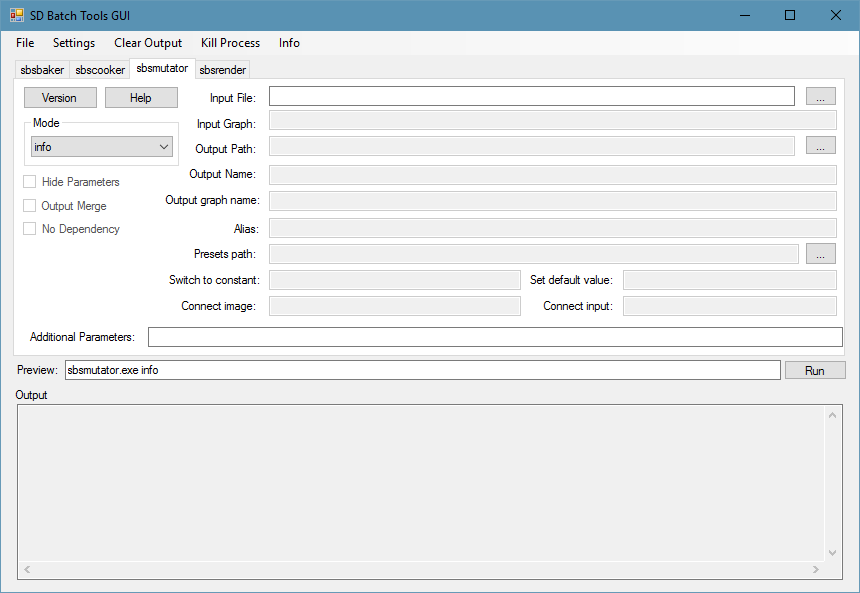 SD Batch Tools GUI
File Settings Clear Output Kill Process Info
sbsbaker sbscooker sbsmutator sbsrender
Version Help Input File: ...
Mode
Input Graph:
info
Output Path: ...
Output Name:
Hide Parameters
Output graph name:
Output Merge
Alias:
No Dependency
Presets path: ...
Switch to constant: Set default value:
Connect image: Connect input:
Additional Parameters:
Preview: sbsmutator.exe info Run
Output